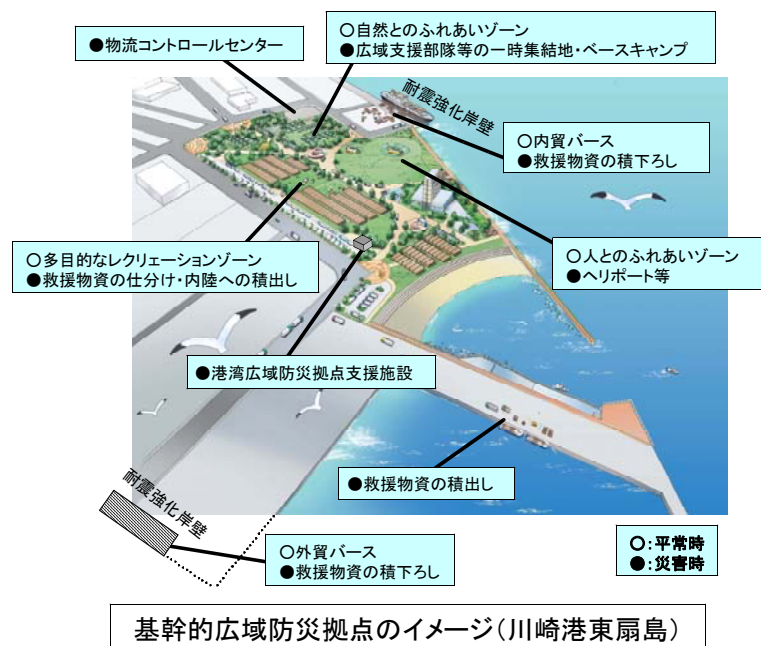 ●物流コントロールセンター
○自然とのふれあいゾーン
●広域支援部隊等の一時集結地・ベースキャンプ
耐震強化岸壁
○内貿バース
●救援物資の積下ろし
○多目的なレクリェーションゾーン
●救援物資の仕分け・内陸への積出し
○人とのふれあいゾーン
●ヘリポート等
●港湾広域防災拠点支援施設
●救援物資の積出し
耐震強化岸壁
○外貿バース
●救援物資の積下ろし
○:平常時
●:災害時
基幹的広域防災拠点のイメージ(川崎港東扇島)